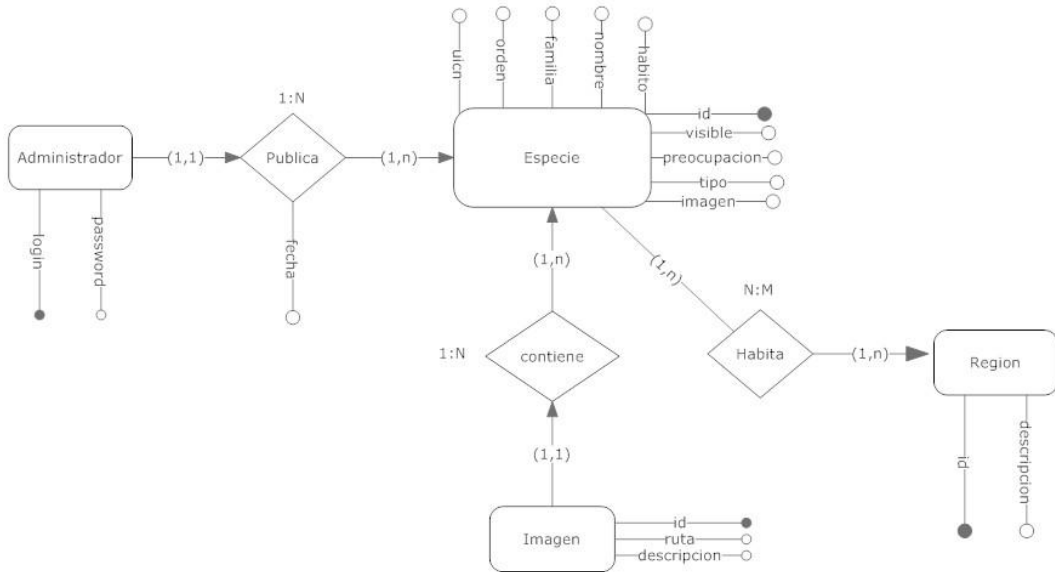 uicn
orden
familia
nombre
habito
1:N
Administrador
(1,1)
Publica
(1,n)
Especie
id
visible
preocupacion
tipo
imagen
login
password
fecha
(1,n)
(1,n)
N:M
1:N
contiene
Habita
(1,n)
Region
(1,1)
id
descripcion
Imagen
id
ruta
descripcion